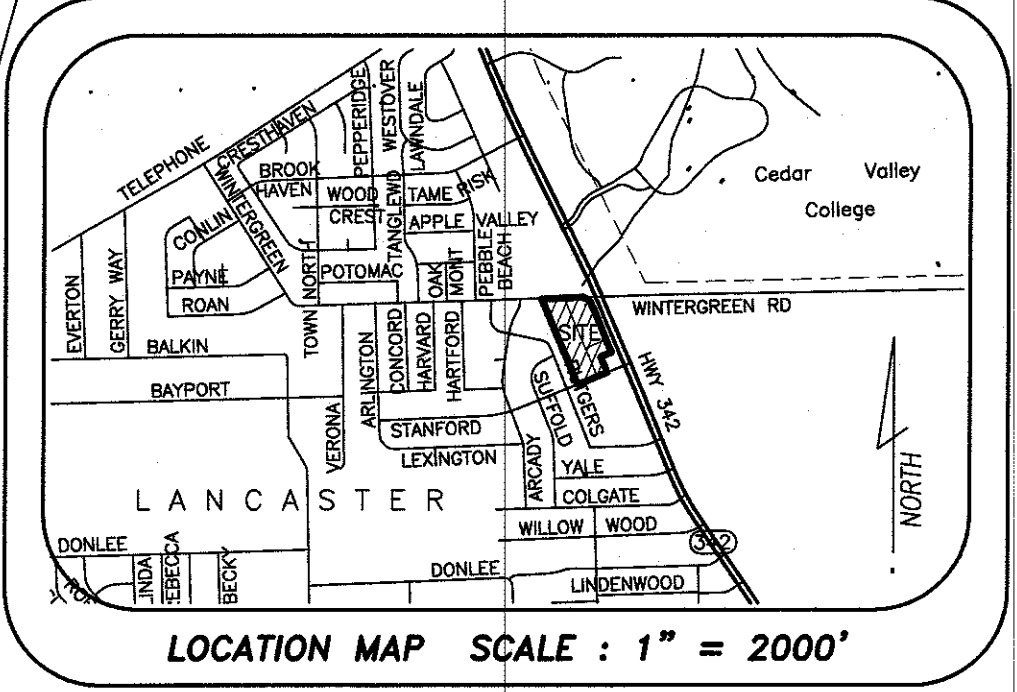 TELEPHONE
CRESTHAVEN
WINTERGREEN
CONLIN
PAYNE
ROAN
BROOK
HAVEN
WOOD
CREST
PEPPERIDGE
WESTOVER
LAWNDALE
TANGLEWD
TAME
RISK
APPLE VALLEY
PEBBLE
BEACH
OAK
MONT
POTOMAC
TOWN NORTH
EVERTON
GERRY WAY
BALKIN
BAYPORT
VERONA
ARLINGTON
CONCORD
HARVARD
HARTFORD
STANFORD
LEXINGTON
Cedar Valley
College
WINTERGREEN RD
SITE
HWY 342
SUFFOLD
RUTGERS
ARCADY
YALE
COLGATE
WILLOW WOOD
342
LANCASTER
DONLEE
DONLEE
LINDENWOOD
INDA
EBECCA
BECKY
NORTH
LOCATION MAP SCALE : 1" = 2000'